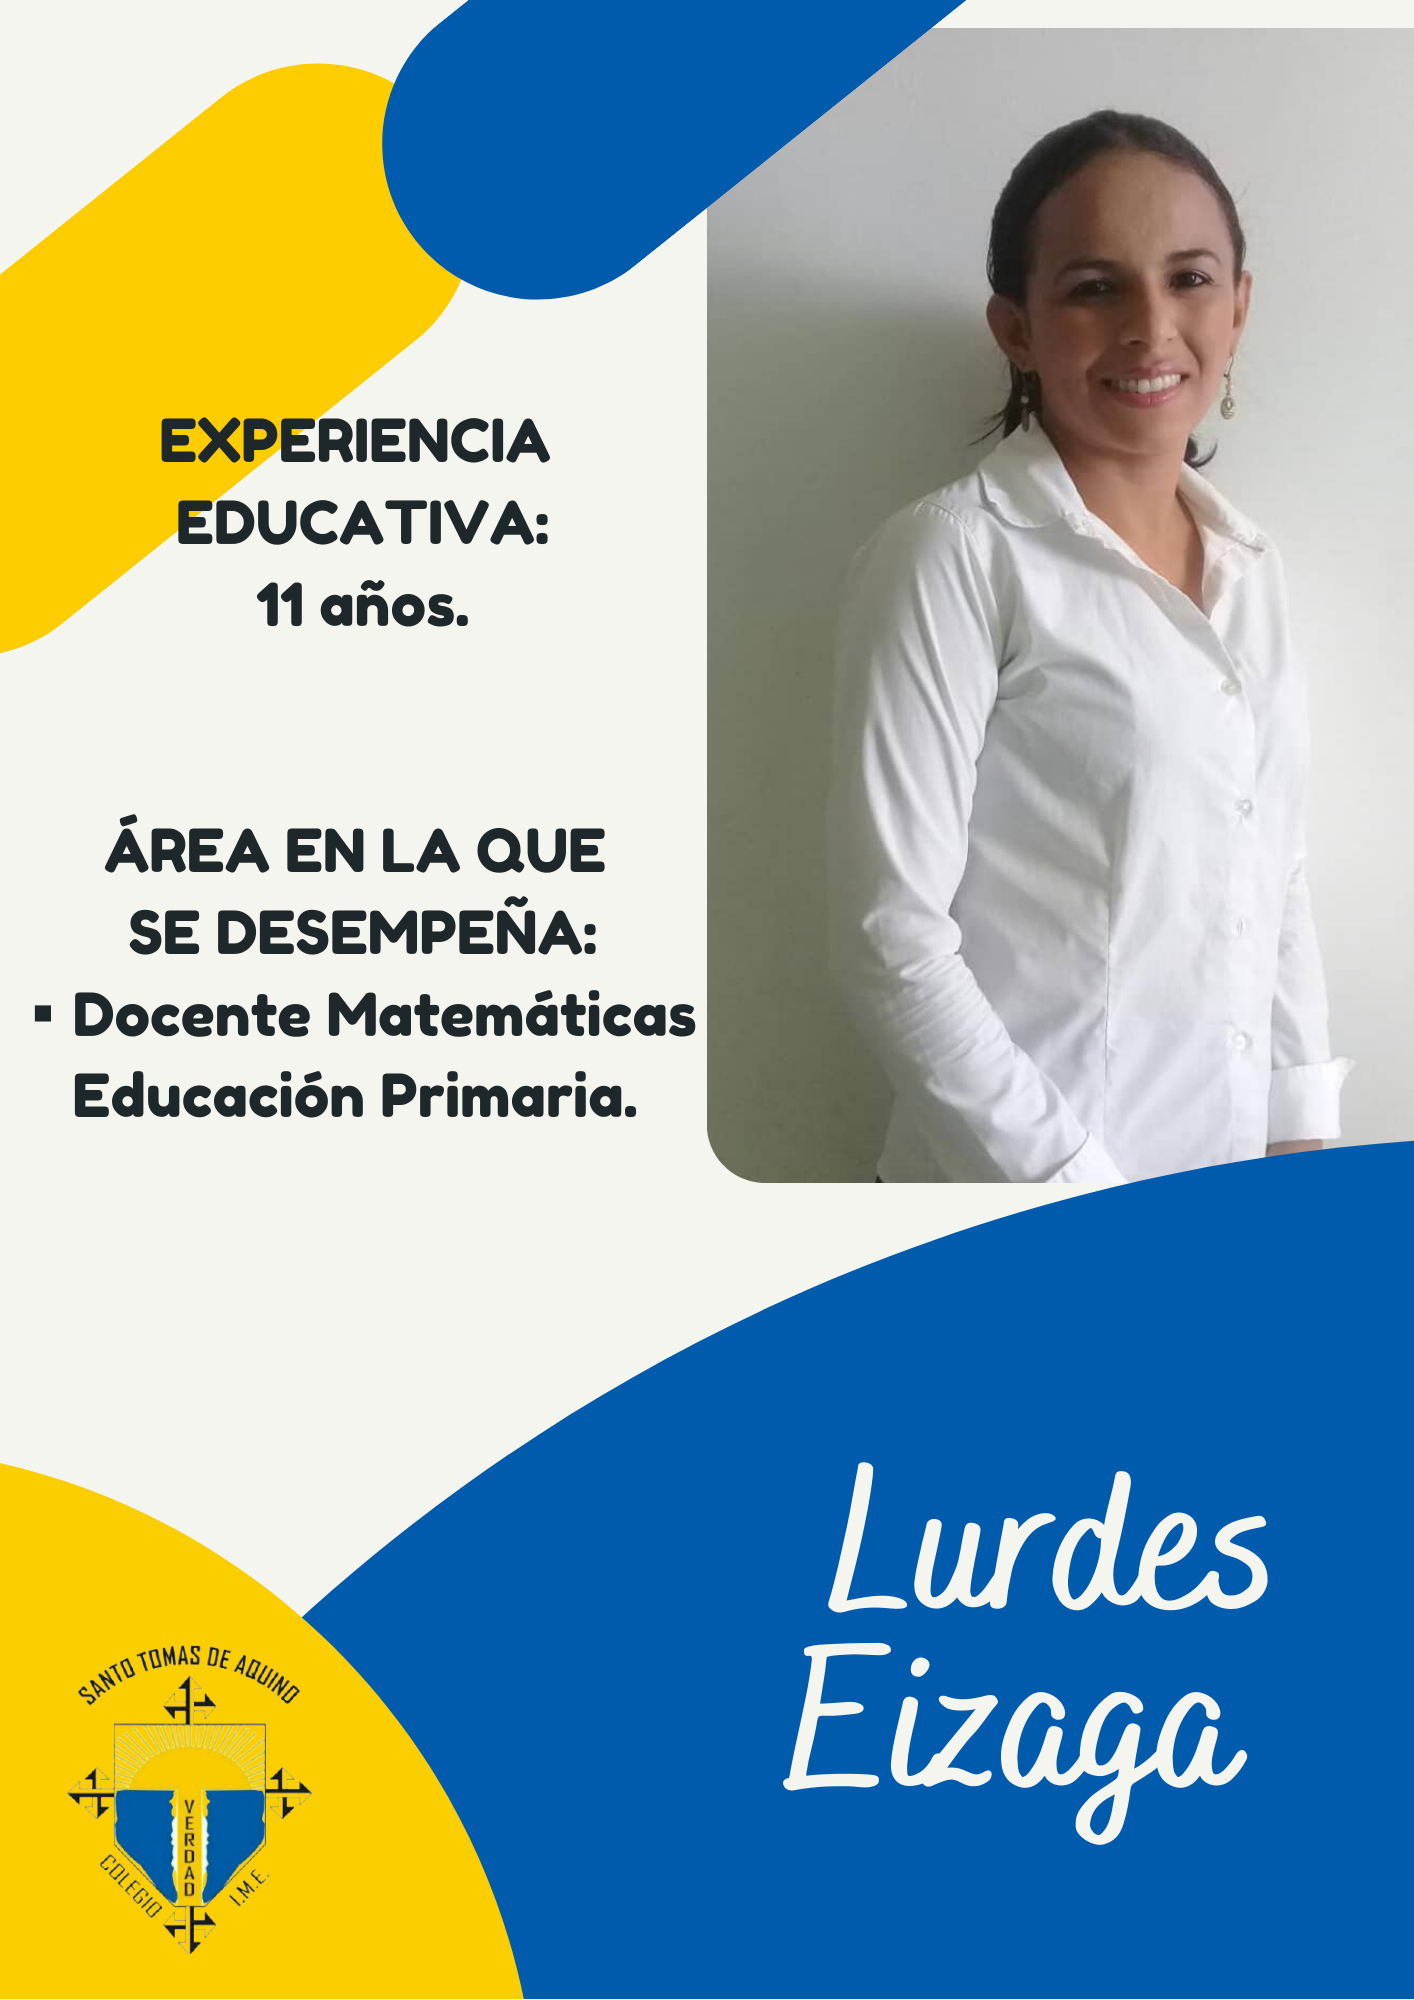 EXPERIENCIA
EDUCATIVA:
11 años.
ÁREA EN LA QUE
SE DESEMPEÑA:
▪ Docente Matemáticas
Educación Primaria.
Lurdes
Eizaga
SANTO TOMAS DE AQUINO
VERDAD
COLEGIO
I.M.E.